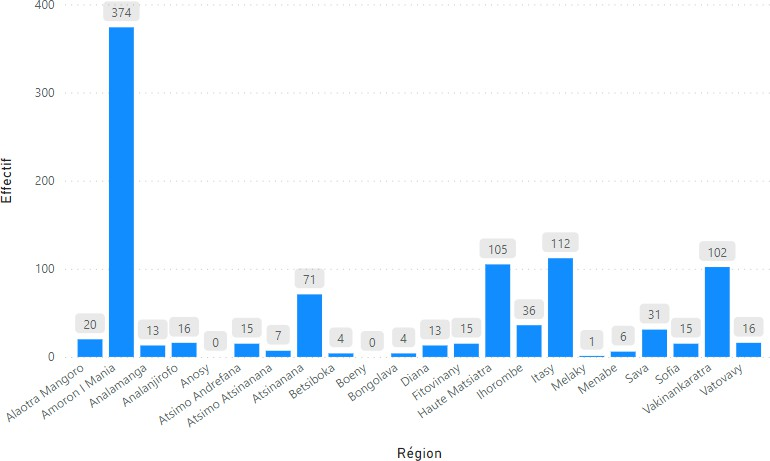 400
300
200
100
0
Effectif
20
374
13
16
0
15
7
71
4
0
4
13
15
105
36
112
1
6
31
15
102
16
Alaotra Mangoro
Amoron I Mania
Analamanga
Analanjirofo
Anosy
Atsimo Andrefana
Atsimo Atsinanana
Atsinanana
Betsiboka
Boeny
Bongolava
Diana
Fitovinany
Haute Matsiatra
Ihorombe
Itasy
Melaky
Menabe
Sava
Sofia
Vakinankaratra
Vatovavy
Région